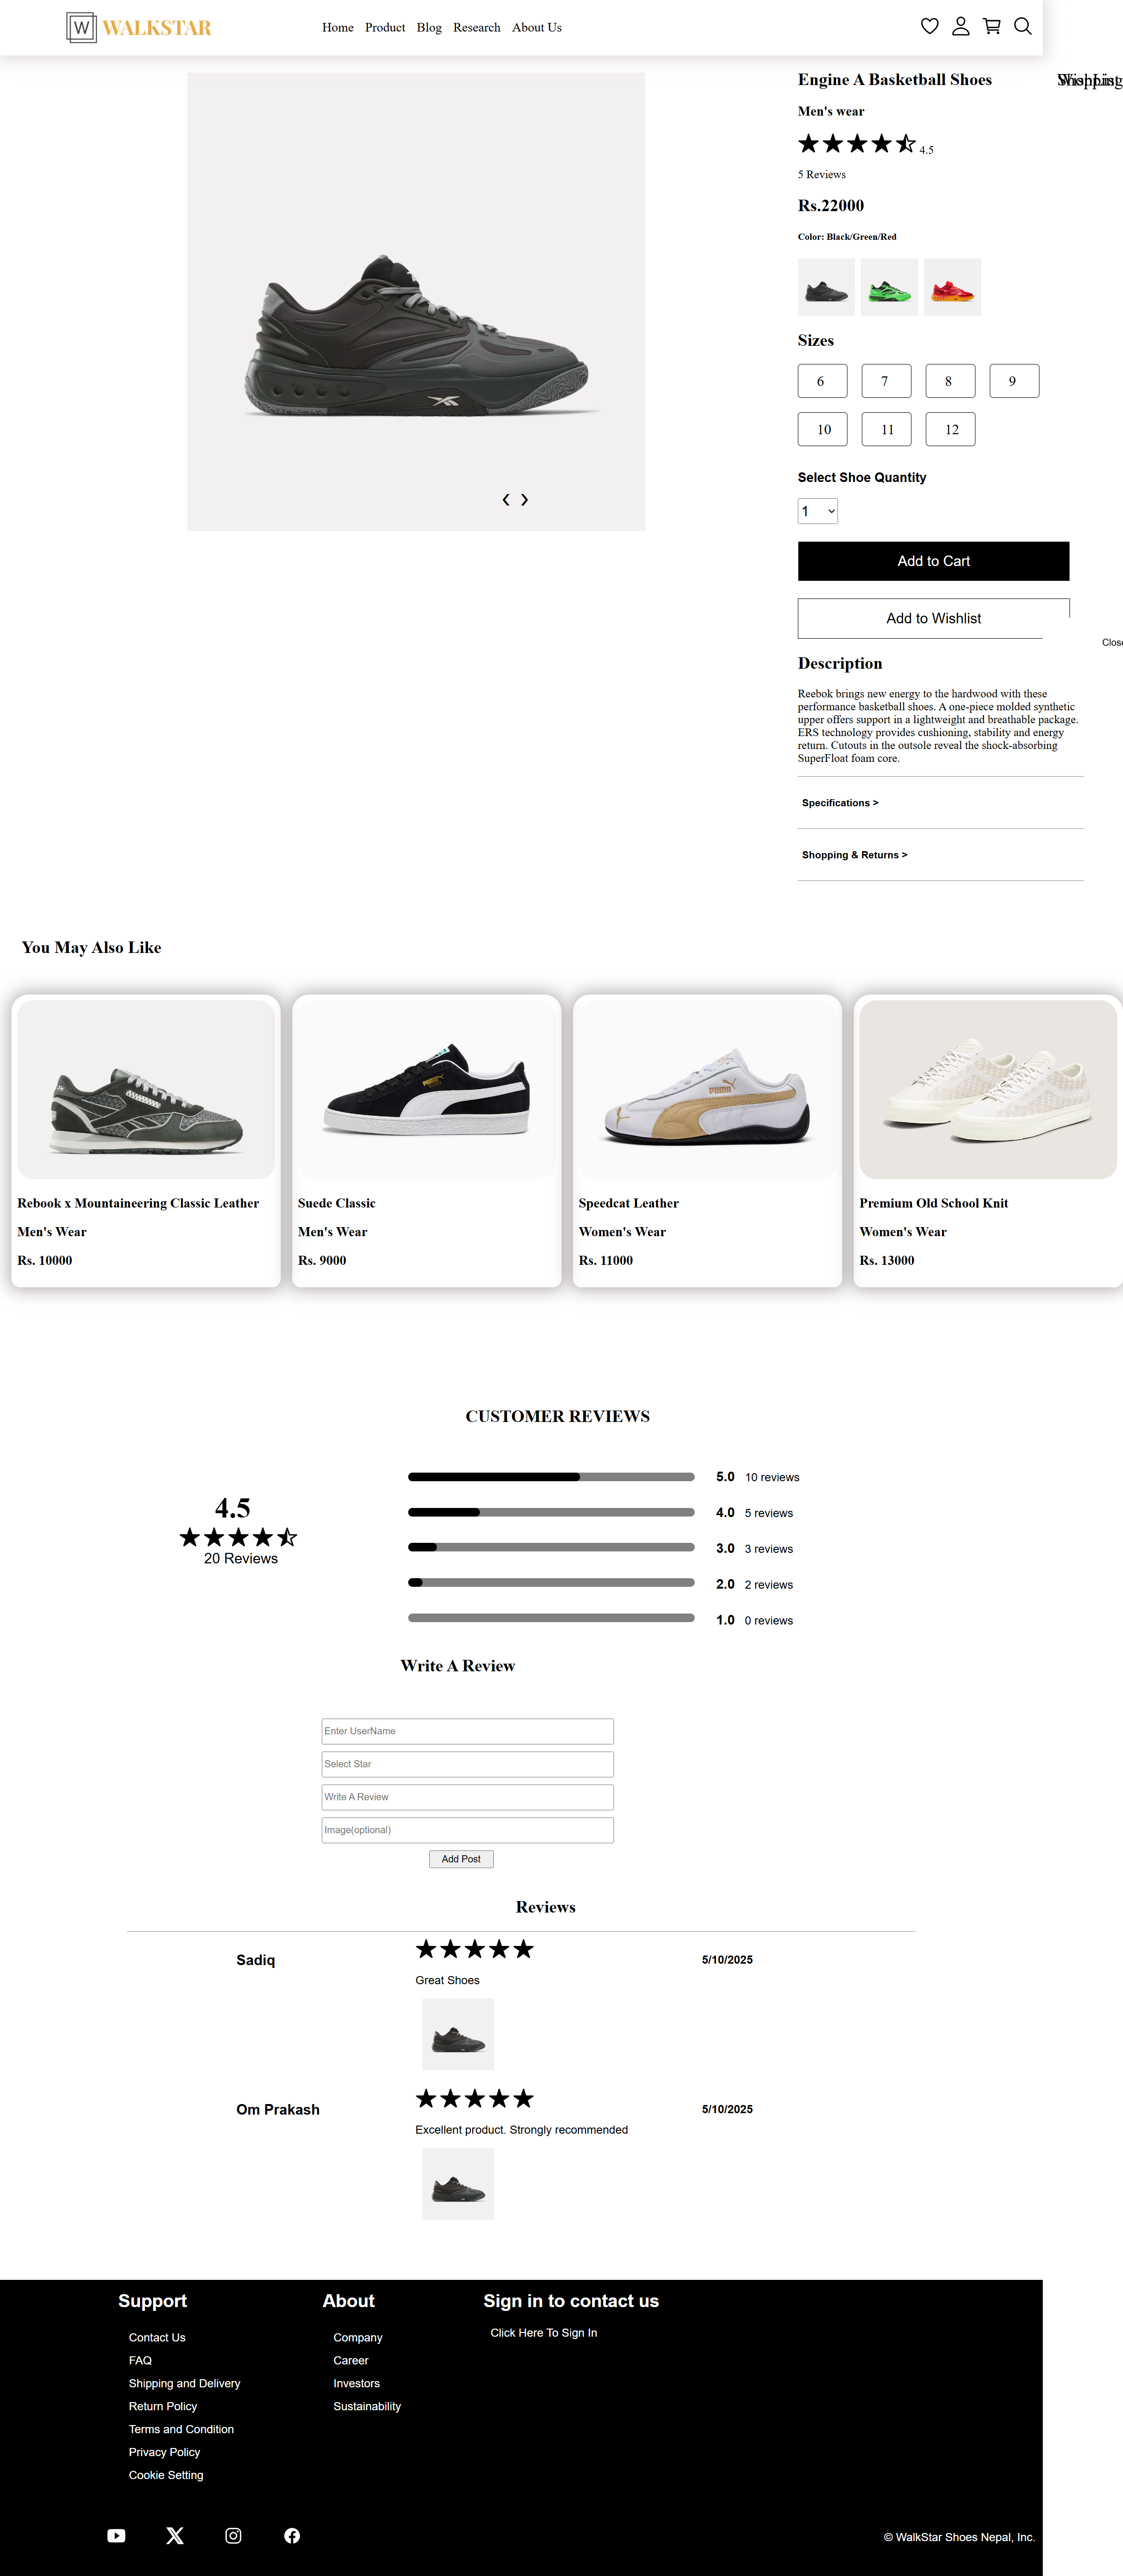 W WALKSTAR
Home Product Blog Research About Us
Engine A Basketball Shoes
Men's wear
4.5
5 Reviews
Rs.22000
Color: Black/Green/Red
Sizes
6 7 8 9
10 11 12
Select Shoe Quantity
1
Add to Cart
Add to Wishlist
Close
Description
Reebok brings new energy to the hardwood with these
performance basketball shoes. A one-piece molded synthetic
upper offers support in a lightweight and breathable package.
ERS technology provides cushioning, stability and energy
return. Cutouts in the outsole reveal the shock-absorbing
SuperFloat foam core.
Specifications >
Shopping & Returns >
You May Also Like
Rebook x Mountaineering Classic Leather
Men's Wear
Rs. 10000
Suede Classic
Men's Wear
Rs. 9000
Speedcat Leather
Women's Wear
Rs. 11000
Premium Old School Knit
Women's Wear
Rs. 13000
CUSTOMER REVIEWS
4.5
20 Reviews
5.0 10 reviews
4.0 5 reviews
3.0 3 reviews
2.0 2 reviews
1.0 0 reviews
Write A Review
Enter UserName
Select Star
Write A Review
Image(optional)
Add Post
Reviews
Sadiq
5/10/2025
Great Shoes
Om Prakash
5/10/2025
Excellent product. Strongly recommended
Support
Contact Us
FAQ
Shipping and Delivery
Return Policy
Terms and Condition
Privacy Policy
Cookie Setting
About
Company
Career
Investors
Sustainability
Sign in to contact us
Click Here To Sign In
© WalkStar Shoes Nepal, Inc.